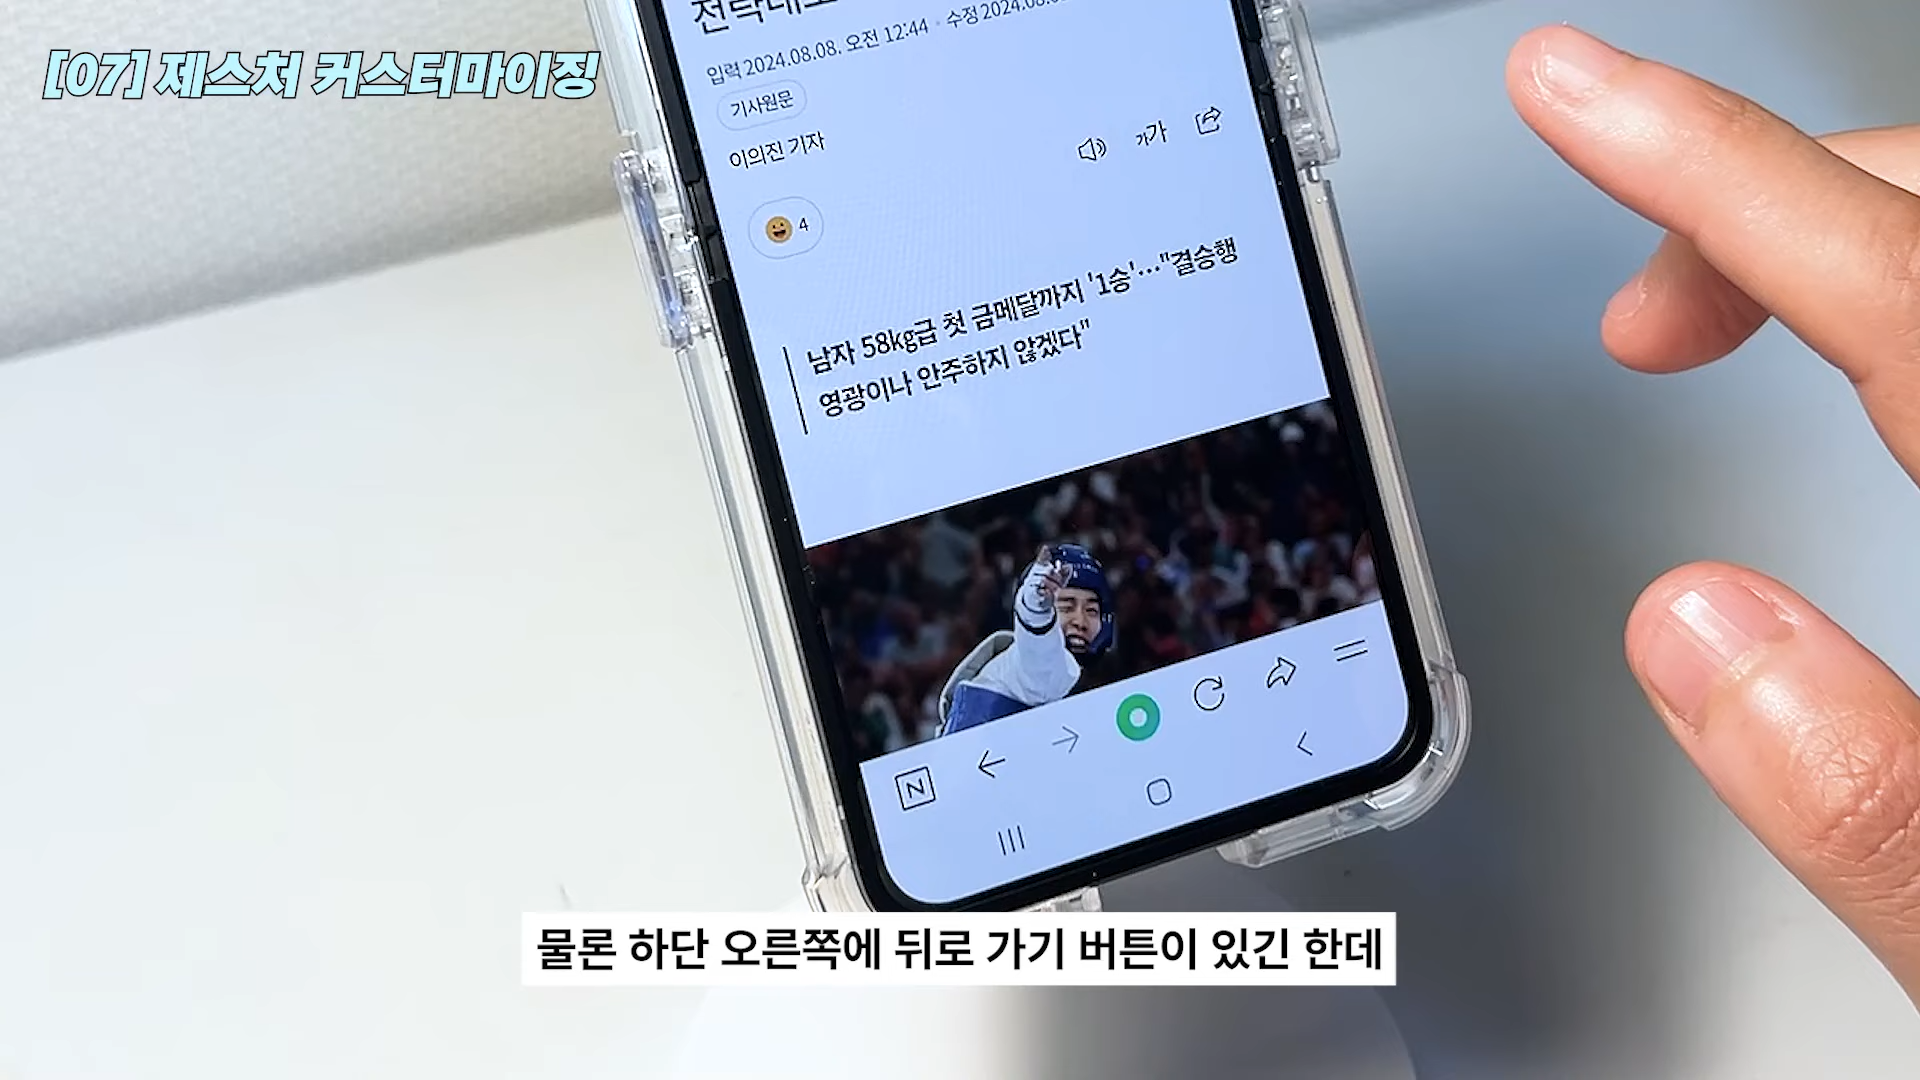 [07] 제스처 커스터마이징
입력 2024.08.08. 오전 12:44 · 수정 2024.08.
기사원문
이의진 기자
가가
4
남자 58kg급 첫 금메달까지 '1승'…"결승행
영광이나 안주하지 않겠다"
N
물론 하단 오른쪽에 뒤로 가기 버튼이 있긴 한데